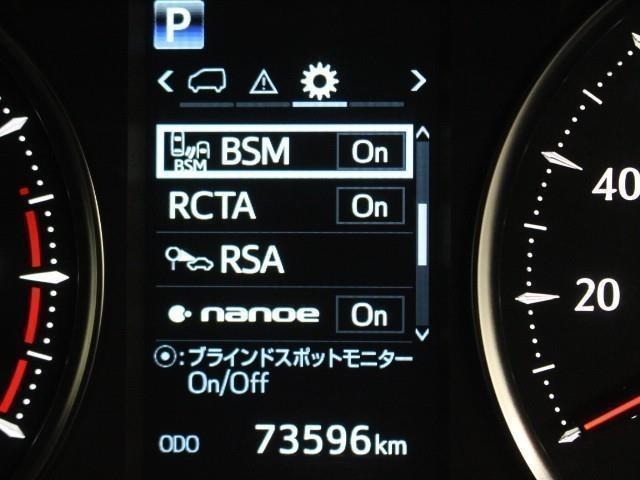 P
BSM BSM On
RCTA On
RSA
nanoe On
:ブラインドスポットモニター
On/Off
ODO 73596km
40
20